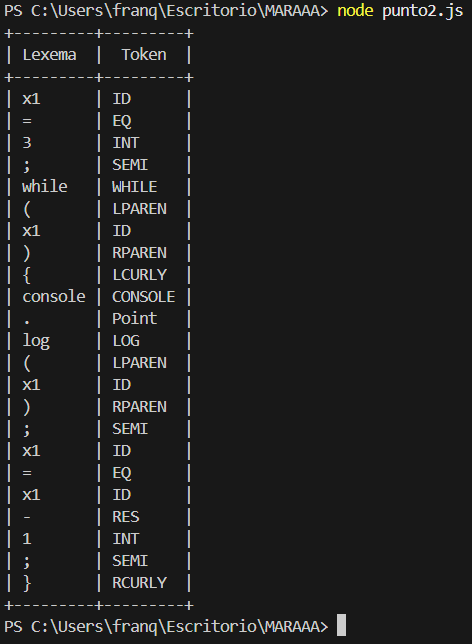 PS C:\Users\franq\Escritorio\MARAAA> node punto2.js
+---------+---------+
| Lexema  |  Token  |
+---------+---------+
| x1      | ID      |
| =       | EQ      |
| 3       | INT     |
| ;       | SEMI    |
| while   | WHILE   |
| (       | LPAREN  |
| x1      | ID      |
| )       | RPAREN  |
| {       | LCURLY  |
| console | CONSOLE |
| .       | Point   |
| log     | LOG     |
| (       | LPAREN  |
| x1      | ID      |
| )       | RPAREN  |
| ;       | SEMI    |
| x1      | ID      |
| =       | EQ      |
| x1      | ID      |
| -       | RES     |
| 1       | INT     |
| ;       | SEMI    |
| }       | RCURLY  |
+---------+---------+
PS C:\Users\franq\Escritorio\MARAAA>